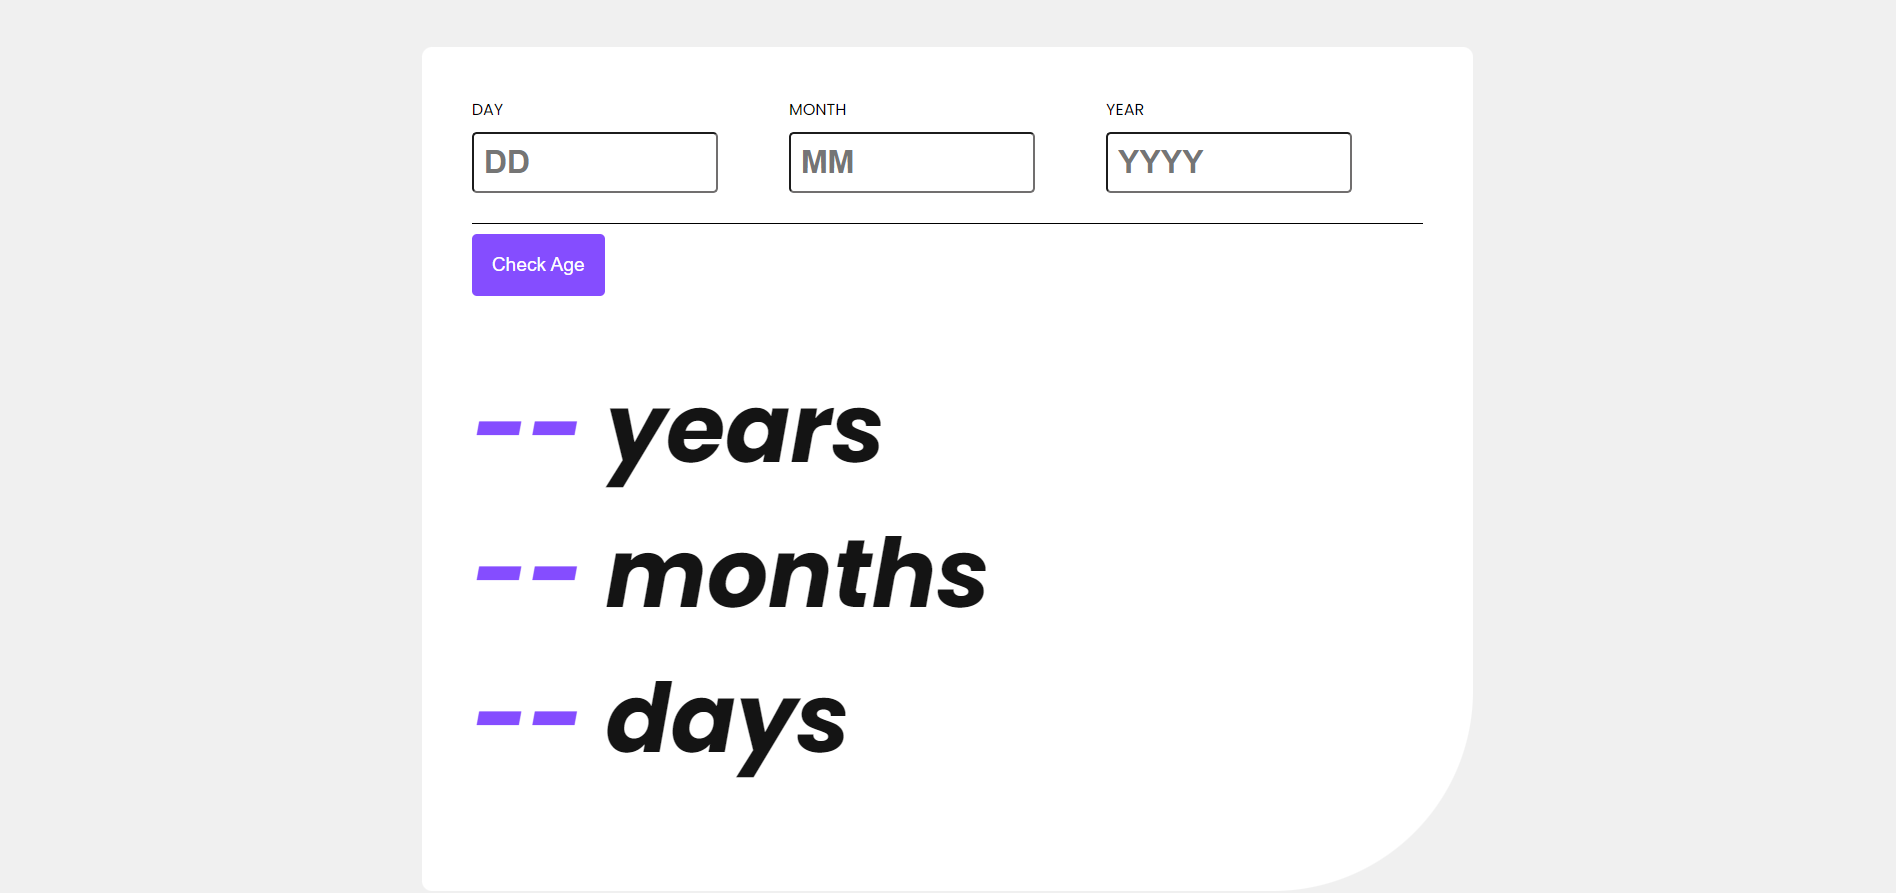 DAY MONTH YEAR
DD MM YYYY
Check Age
-- years
-- months
-- days